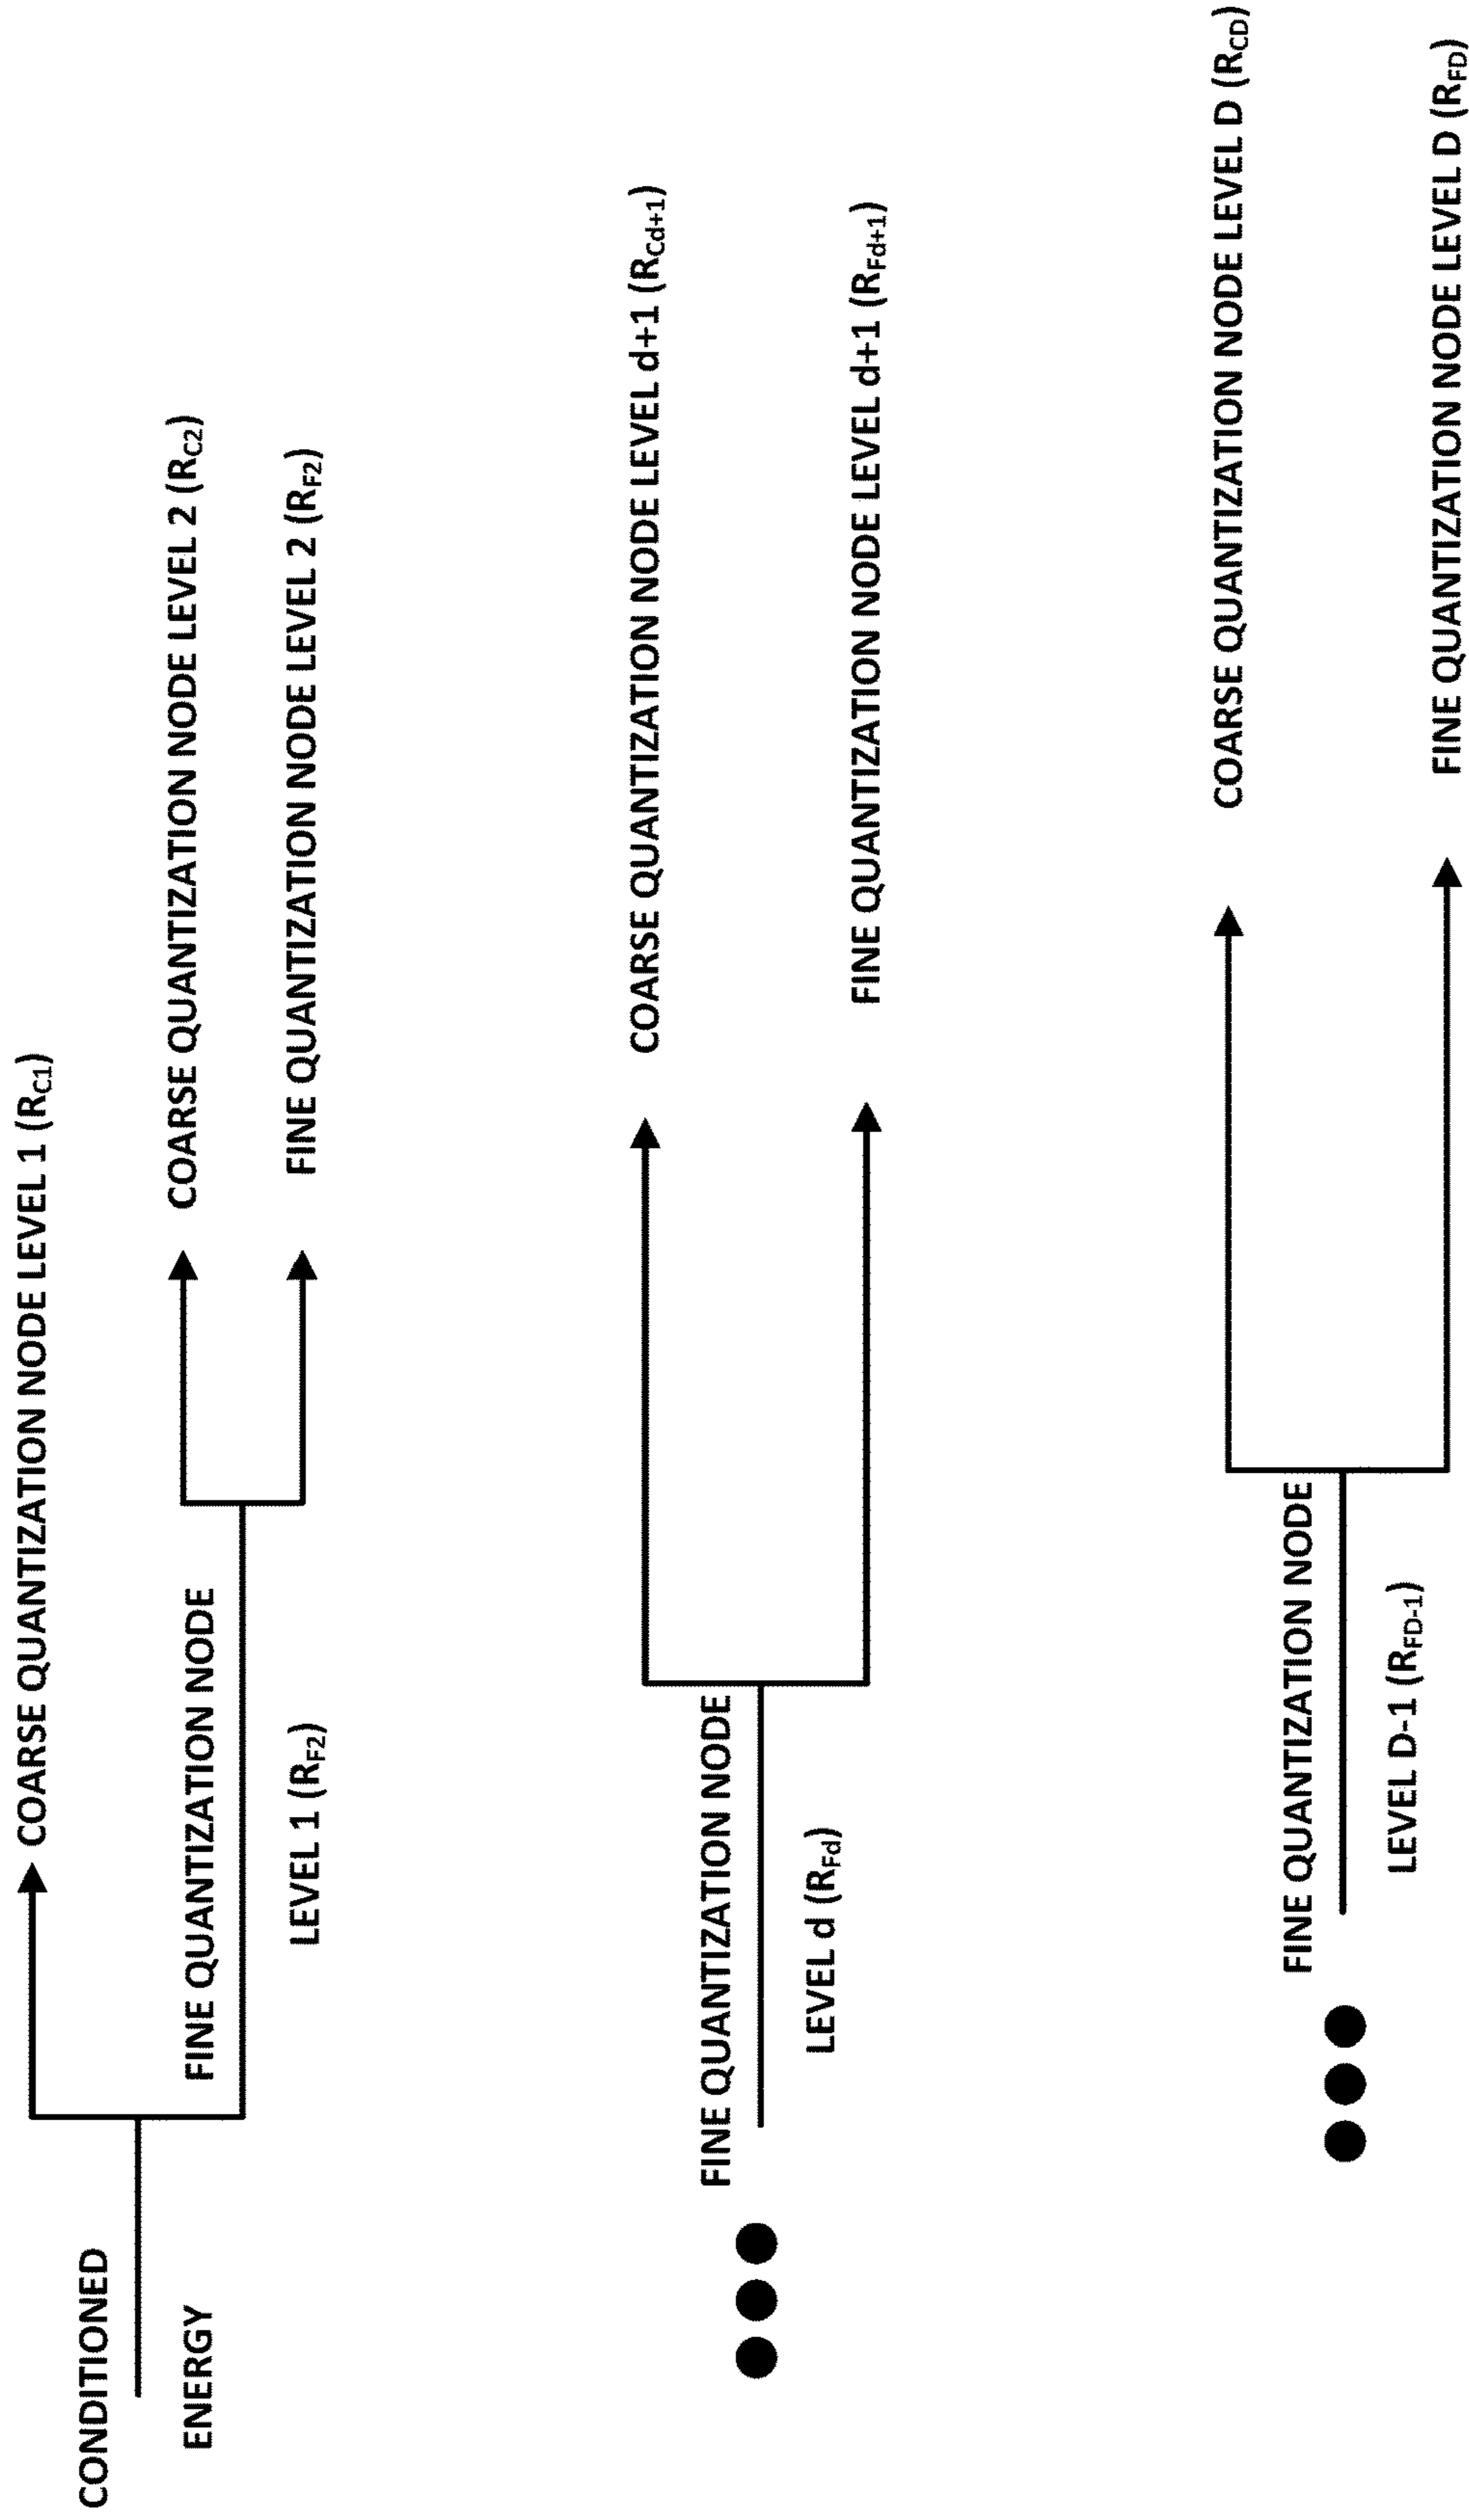 COARSE QUANTIZATION NODE LEVEL 1 (RC1)
CONDITIONED
ENERGY
FINE QUANTIZATION NODE
LEVEL 1 (RF2)
COARSE QUANTIZATION NODE LEVEL 2 (RC2)
FINE QUANTIZATION NODE LEVEL 2 (RF2)
COARSE QUANTIZATION NODE LEVEL d+1 (RCd+1)
FINE QUANTIZATION NODE
LEVEL d (RFd)
FINE QUANTIZATION NODE LEVEL d+1 (RFd+1)
COARSE QUANTIZATION NODE LEVEL D (RCD)
FINE QUANTIZATION NODE
LEVEL D-1 (RFD-1)
FINE QUANTIZATION NODE LEVEL D (RFD)